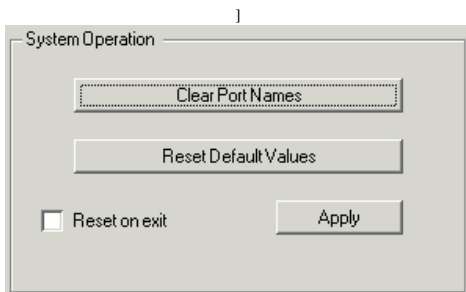 ]
System Operation
Clear Port Names
Reset Default Values
Reset on exit
Apply